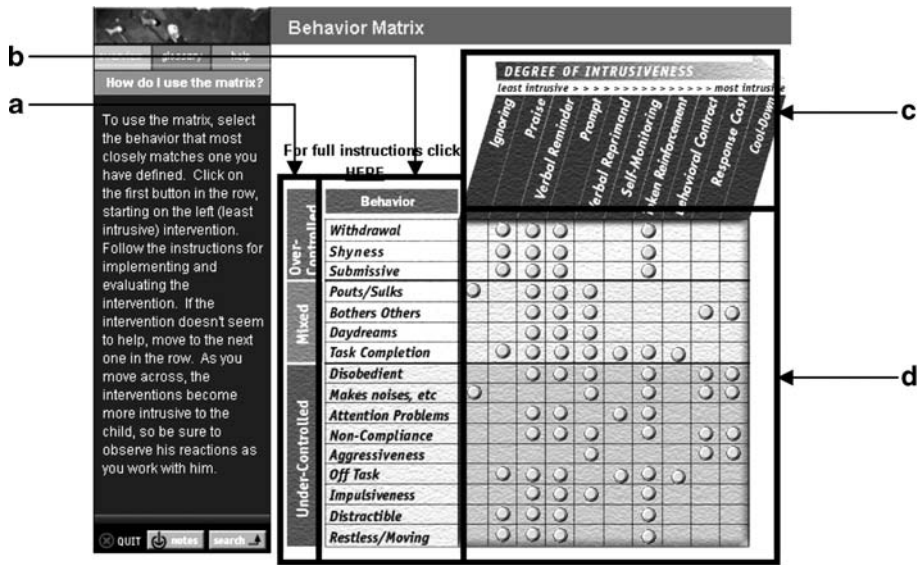 Behavior Matrix
glossary
help
How do I use the matrix?
To use the matrix, select
the behavior that most
closely matches one you
have defined. Click on
the first button in the row,
starting on the left (least
intrusive) intervention.
Follow the instructions for
implementing and
evaluating the
intervention. If the
intervention doesn't seem
to help, move to the next
one in the row. As you
move across, the
interventions become
more intrusive to the
child, so be sure to
observe his reactions as
you work with him.
QUIT
notes
search
b
a
c
d
For full instructions click
HERE
DEGREE OF INTRUSIVENESS
least intrusive > > > > > > > > > > > > > > most intrusive
Ignoring
Praise
Verbal Reminder
Prompt
Verbal Reprimand
Self-Monitoring
Token Reinforcement
Behavioral Contract
Response Cost
Cool-Down
Behavior
Over-
Controlled
Withdrawal
Shyness
Submissive
Mixed
Pouts/Sulks
Bothers Others
Daydreams
Task Completion
Under-Controlled
Disobedient
Makes noises, etc
Attention Problems
Non-Compliance
Aggressiveness
Off Task
Impulsiveness
Distractible
Restless/Moving